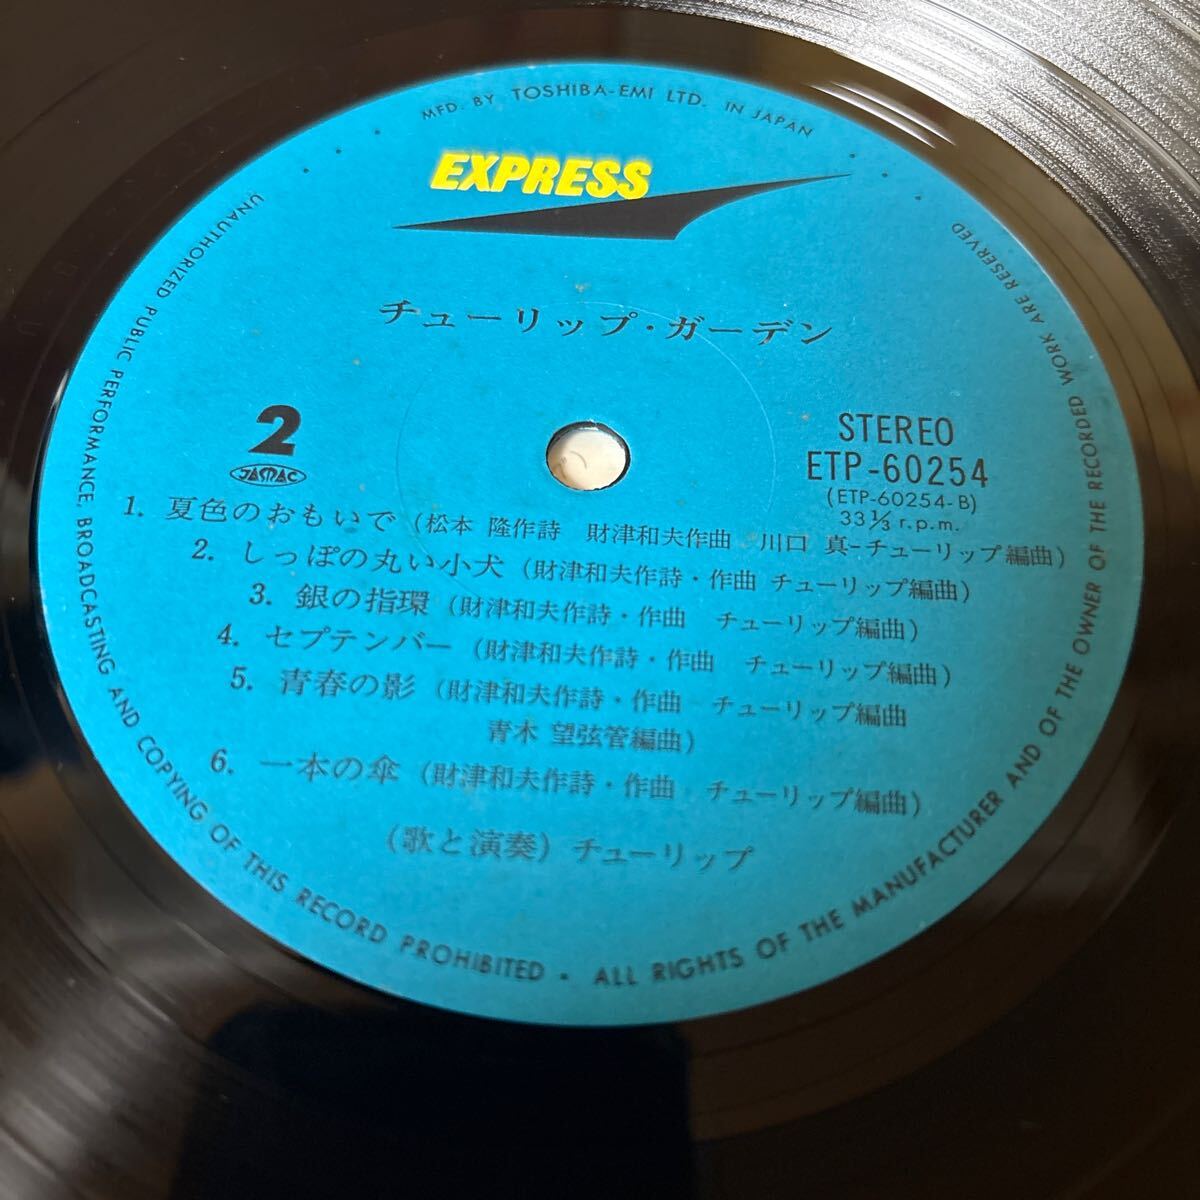 MFD. BY TOSHIBA-EMI LTD. IN JAPAN
EXPRESS
チューリップ・ガーデン
2
JASRAC
STEREO
ETP-60254
(ETP-60254-B)
33⅓ r.p.m.
1. 夏色のおもいで (松本 隆作詩 財津和夫作曲 川口 真-チューリップ編曲)
2. しっぽの丸い小犬 (財津和夫作詩・作曲 チューリップ編曲)
3. 銀の指環 (財津和夫作詩・作曲 チューリップ編曲)
4. セプテンバー (財津和夫作詩・作曲 チューリップ編曲)
5. 青春の影 (財津和夫作詩・作曲 チューリップ編曲
青木 望弦管編曲)
6. 一本の傘 (財津和夫作詩・作曲 チューリップ編曲)
(歌と演奏) チューリップ
UNAUTHORIZED PUBLIC PERFORMANCE, BROADCASTING AND COPYING OF THIS RECORD PROHIBITED • ALL RIGHTS OF THE MANUFACTURER AND OF THE OWNER OF THE RECORDED WORK ARE RESERVED